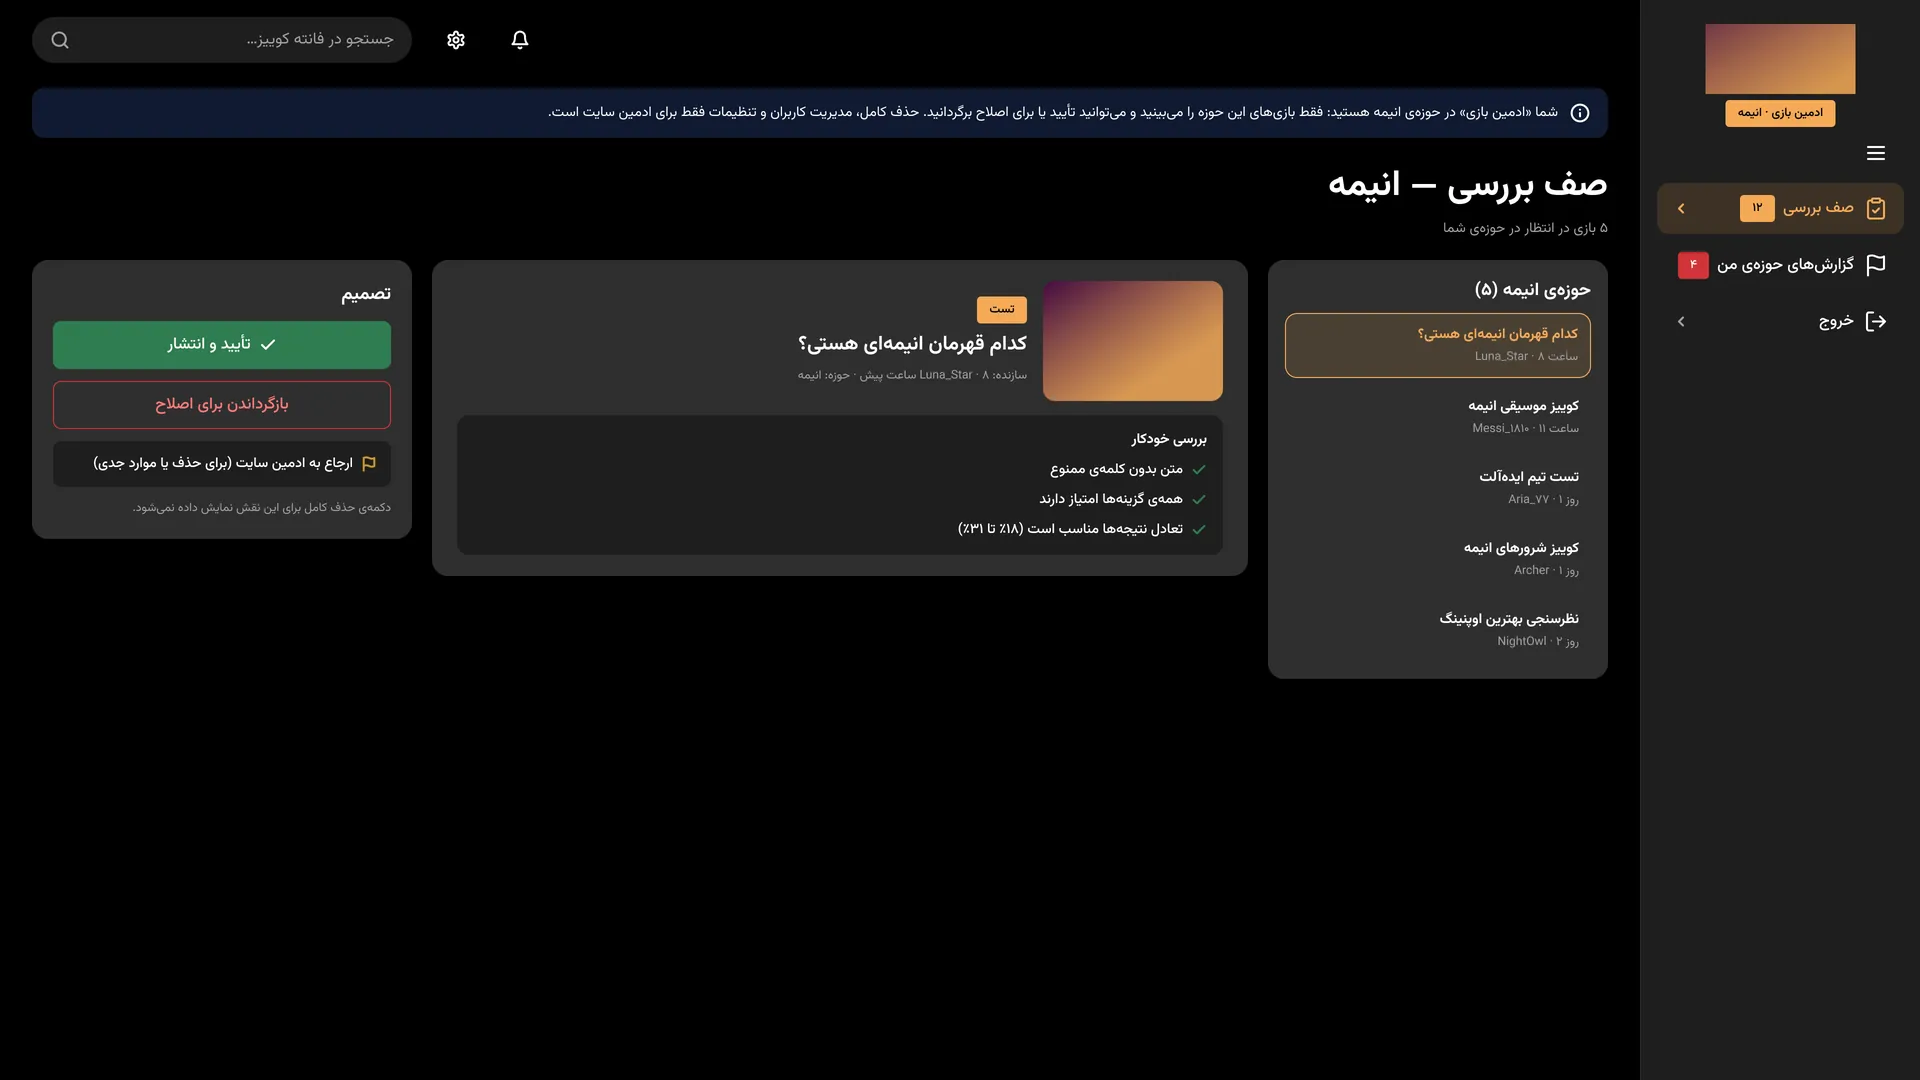 ادمین بازی · انیمه
صف بررسی
۱۲
گزارش‌های حوزه‌ی من
۴
خروج
جستجو در فانته کوییز...
شما «ادمین بازی» در حوزه‌ی انیمه هستید: فقط بازی‌های این حوزه را می‌بینید و می‌توانید تأیید یا برای اصلاح برگردانید. حذف کامل، مدیریت کاربران و تنظیمات فقط برای ادمین سایت است.
صف بررسی — انیمه
۵ بازی در انتظار در حوزه‌ی شما
حوزه‌ی انیمه (۵)
کدام قهرمان انیمه‌ای هستی؟
Luna_Star · ۸ ساعت
کوییز موسیقی انیمه
Messi_۱۸۱۰ · ۱۱ ساعت
تست تیم ایده‌آلت
Aria_۷۷ · ۱ روز
کوییز شرورهای انیمه
Archer · ۱ روز
نظرسنجی بهترین اوپنینگ
NightOwl · ۲ روز
تست
کدام قهرمان انیمه‌ای هستی؟
سازنده: Luna_Star · ۸ ساعت پیش · حوزه: انیمه
بررسی خودکار
متن بدون کلمه‌ی ممنوع
همه‌ی گزینه‌ها امتیاز دارند
تعادل نتیجه‌ها مناسب است (۱۸٪ تا ۳۱٪)
تصمیم
تأیید و انتشار
بازگرداندن برای اصلاح
ارجاع به ادمین سایت (برای حذف یا موارد جدی)
دکمه‌ی حذف کامل برای این نقش نمایش داده نمی‌شود.